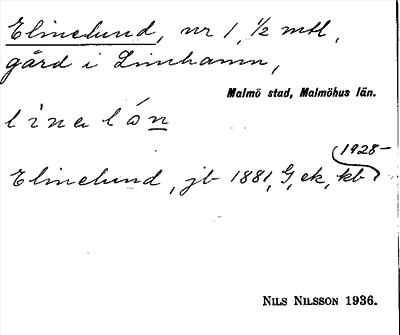 Elinelund, nr 1, 1/2 mtl,
gård i Limhamn,
Malmö stad, Malmöhus län.
l i na l ó n
1928-
Elinelund, jb 1881, G, ek, kb
NILS NILSSON 1936.